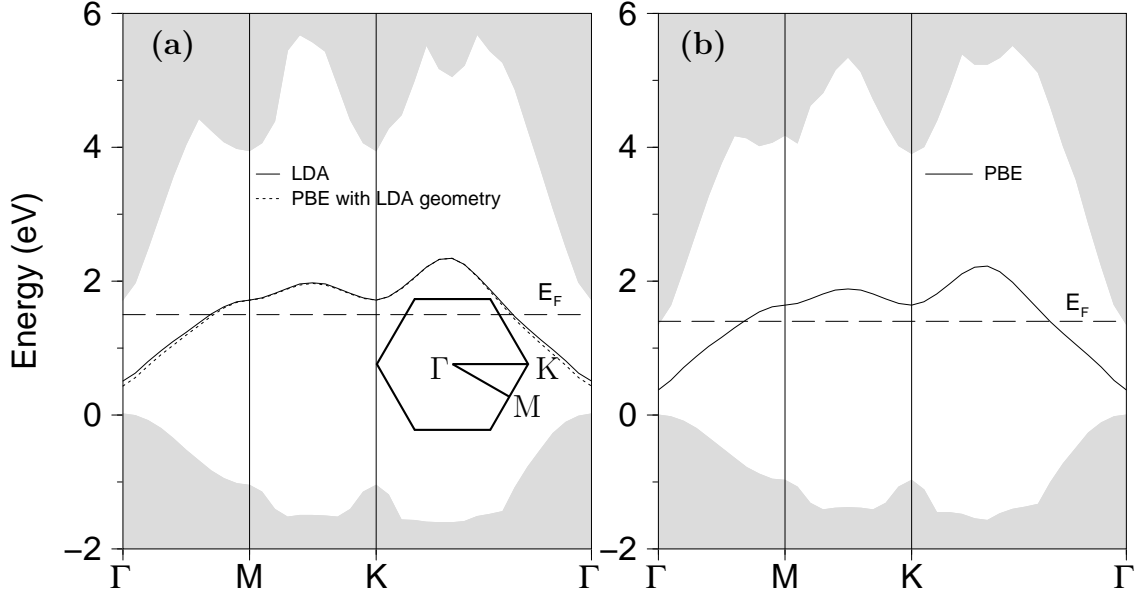 6
(a)
(b)
6
4
4
LDA
PBE with LDA geometry
PBE
Energy (eV)
2
2
E_F
E_F
Γ
K
M
0
0
−2
−2
Γ
M
K
Γ
Γ
M
K
Γ